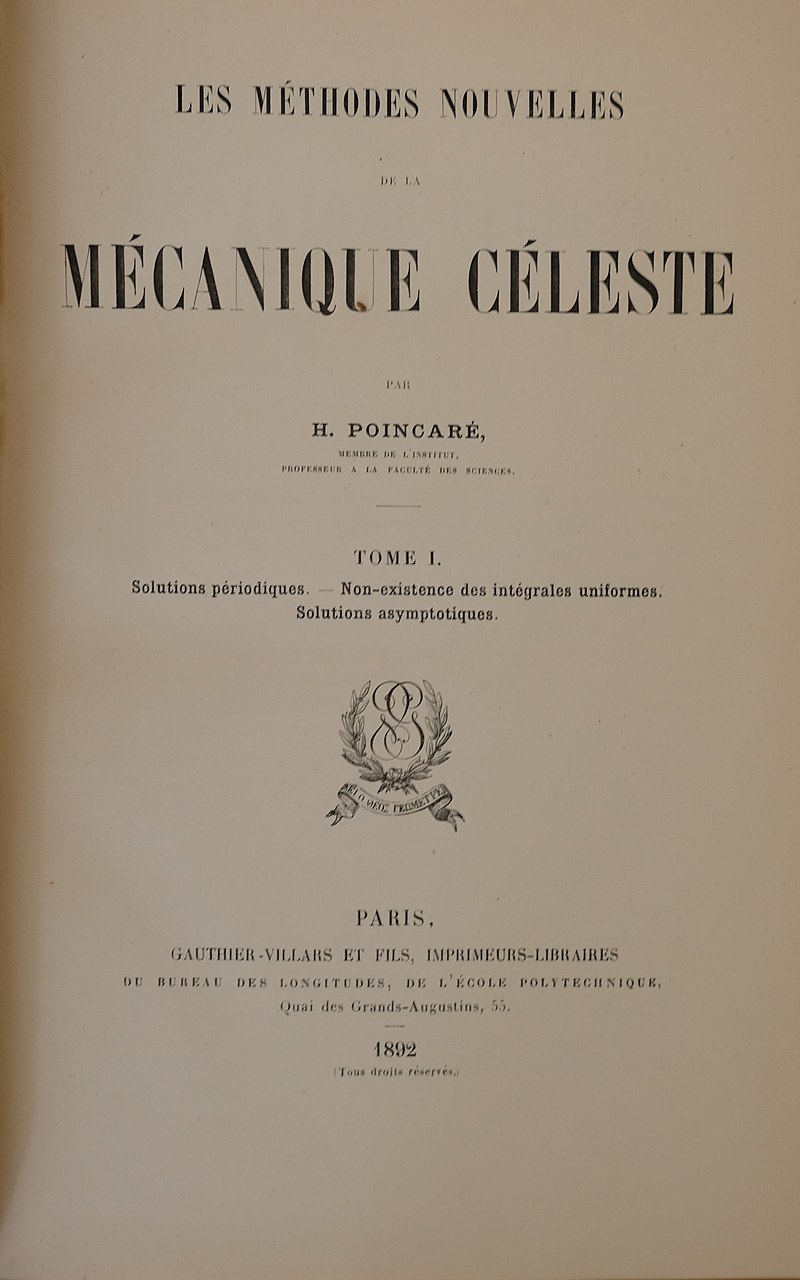 LES MÉTHODES NOUVELLES
DE LA
MÉCANIQUE CÉLESTE
PAR
H. POINCARÉ,
MEMBRE DE L'INSTITUT,
PROFESSEUR A LA FACULTÉ DES SCIENCES.
TOME I.
Solutions périodiques. — Non-existence des intégrales uniformes.
Solutions asymptotiques.
ΘΕΟΣ ΓΕΩΜΕΤΡΕΙ
PARIS,
GAUTHIER-VILLARS ET FILS, IMPRIMEURS-LIBRAIRES
DU BUREAU DES LONGITUDES, DE L'ÉCOLE POLYTECHNIQUE,
Quai des Grands-Augustins, 55.
1892
(Tous droits réservés.)